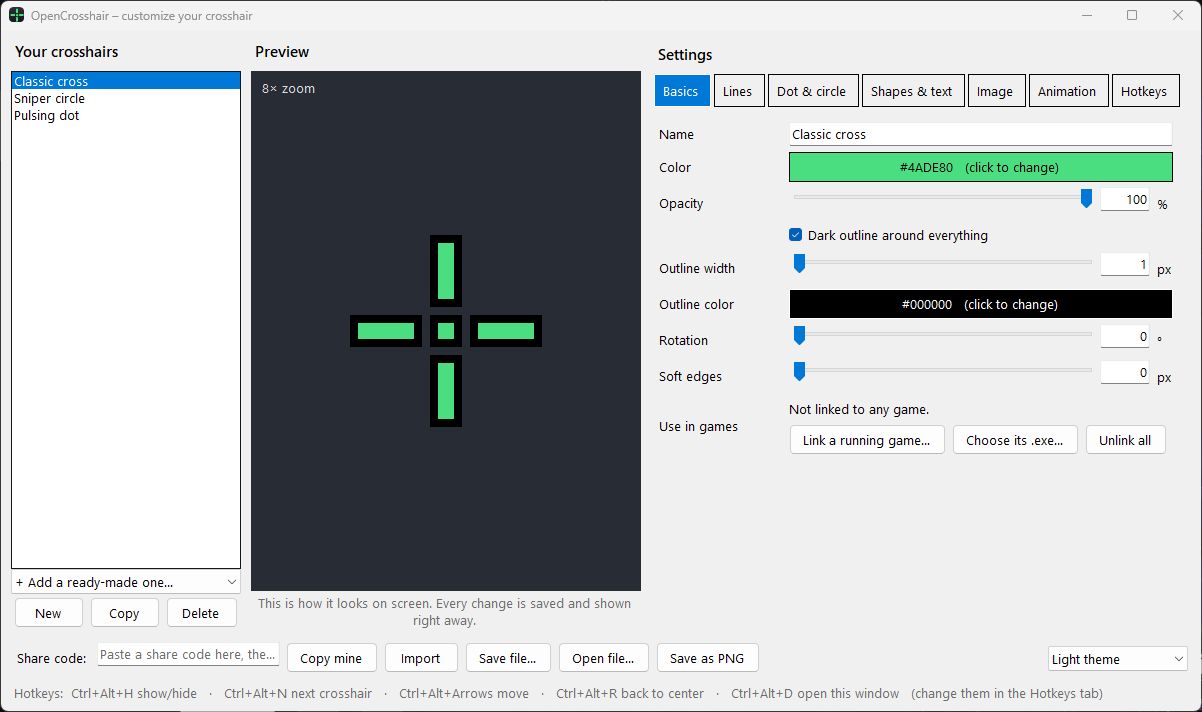 OpenCrosshair – customize your crosshair
Your crosshairs
Classic cross
Sniper circle
Pulsing dot
+ Add a ready-made one...
New
Copy
Delete
Preview
8× zoom
This is how it looks on screen. Every change is saved and shown
right away.
Settings
Basics
Lines
Dot & circle
Shapes & text
Image
Animation
Hotkeys
Name
Classic cross
Color
#4ADE80 (click to change)
Opacity
100 %
Dark outline around everything
Outline width
1 px
Outline color
#000000 (click to change)
Rotation
0 °
Soft edges
0 px
Use in games
Not linked to any game.
Link a running game...
Choose its .exe...
Unlink all
Share code:
Paste a share code here, the...
Copy mine
Import
Save file...
Open file...
Save as PNG
Light theme
Hotkeys: Ctrl+Alt+H show/hide · Ctrl+Alt+N next crosshair · Ctrl+Alt+Arrows move · Ctrl+Alt+R back to center · Ctrl+Alt+D open this window (change them in the Hotkeys tab)